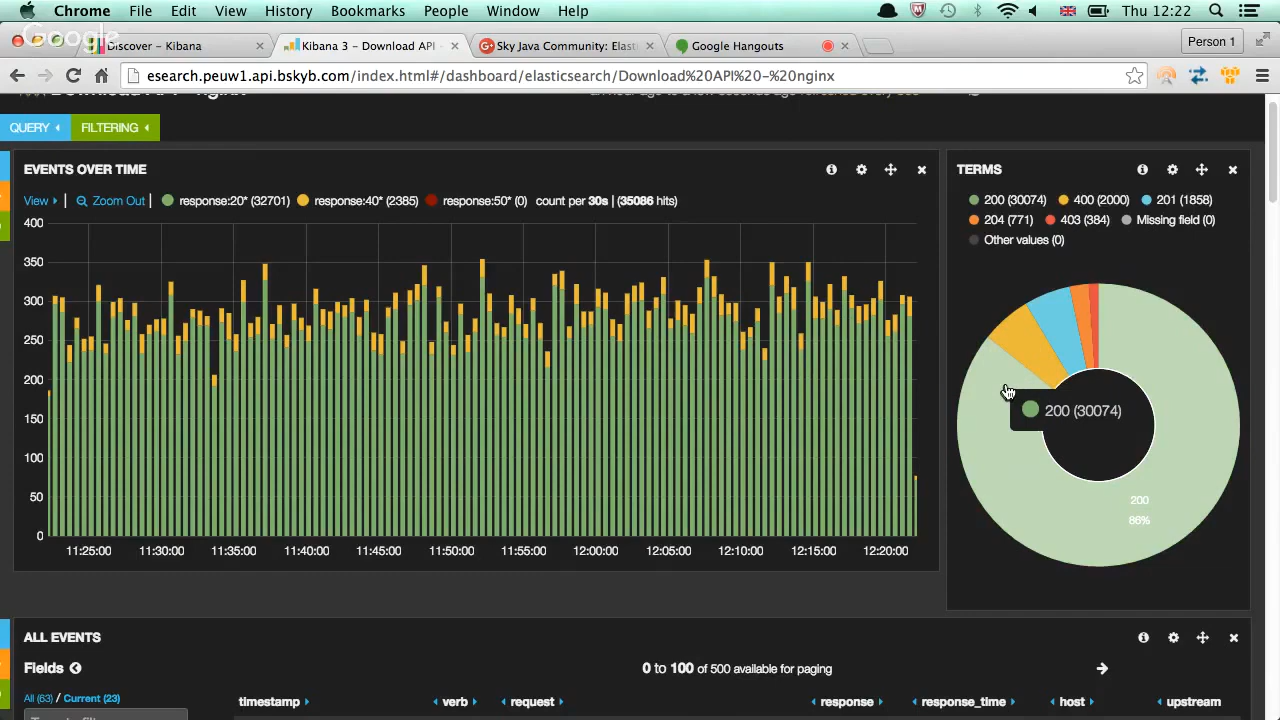 Chrome File Edit View History Bookmarks People Window Help Thu 12:22
Google
Discover – Kibana
Kibana 3 – Download API
Sky Java Community: Elast
Google Hangouts
Person 1
esearch.peuw1.api.bskyb.com/index.html#/dashboard/elasticsearch/Download%20API%20-%20nginx
QUERY FILTERING
EVENTS OVER TIME
View | Zoom Out | response:20* (32701) response:40* (2385) response:50* (0) count per 30s | (35086 hits)
400
350
300
250
200
150
100
50
0
11:25:00 11:30:00 11:35:00 11:40:00 11:45:00 11:50:00 11:55:00 12:00:00 12:05:00 12:10:00 12:15:00 12:20:00
TERMS
200 (30074) 400 (2000) 201 (1858)
204 (771) 403 (384) Missing field (0)
Other values (0)
200 (30074)
200
86%
ALL EVENTS
Fields
0 to 100 of 500 available for paging
All (63) / Current (23)
timestamp verb request response response_time host upstream